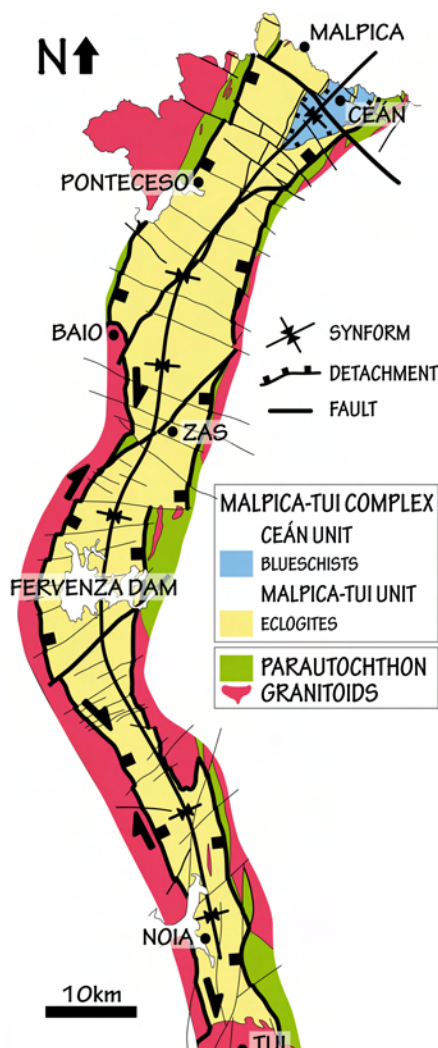 N
MALPICA
CEÁN
PONTECESO
BAIO
SYNFORM
DETACHMENT
FAULT
ZAS
MALPICA-TUI COMPLEX
CEÁN UNIT
BLUESCHISTS
MALPICA-TUI UNIT
ECLOGITES
FERVENZA DAM
PARAUTOCHTHON
GRANITOIDS
NOIA
10km
TUI